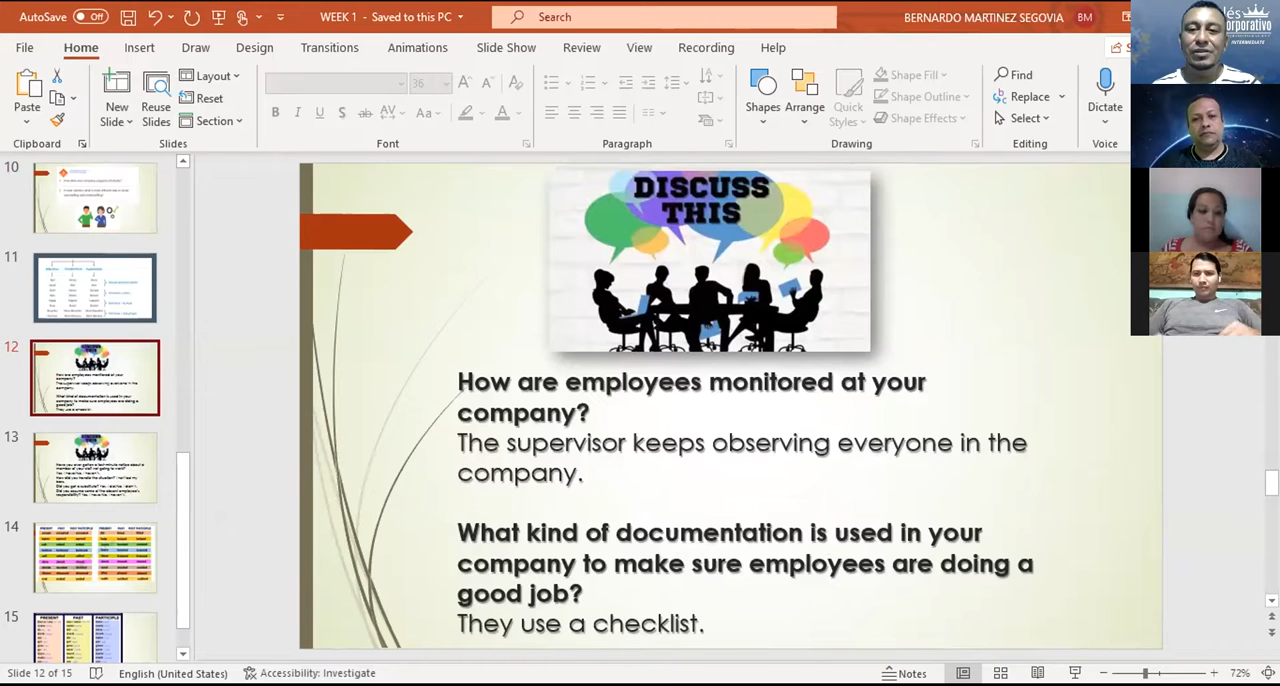 AutoSave Off WEEK 1 - Saved to this PC Search BERNARDO MARTINEZ SEGOVIA BM
File Home Insert Draw Design Transitions Animations Slide Show Review View Recording Help
Paste
New Slide
Reuse Slides
Layout
Reset
Section
36
Shapes
Arrange
Quick Styles
Shape Fill
Shape Outline
Shape Effects
Find
Replace
Select
Dictate
Clipboard Slides Font Paragraph Drawing Editing Voice
INTERMEDIATE
10
11
12
13
14
15
DISCUSS
THIS
How are employees monitored at your
company?
The supervisor keeps observing everyone in the
company.
What kind of documentation is used in your
company to make sure employees are doing a
good job?
They use a checklist.
Slide 12 of 15 English (United States) Accessibility: Investigate Notes 72%